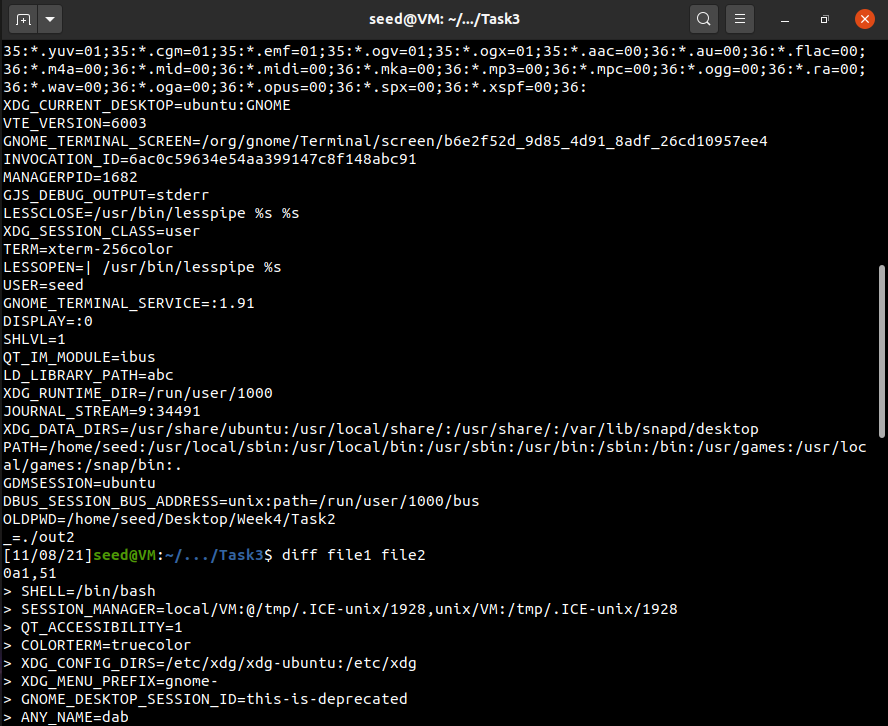 seed@VM: ~/.../Task3
35:*.yuv=01;35:*.cgm=01;35:*.emf=01;35:*.ogv=01;35:*.ogx=01;35:*.aac=00;36:*.au=00;36:*.flac=00;
36:*.m4a=00;36:*.mid=00;36:*.midi=00;36:*.mka=00;36:*.mp3=00;36:*.mpc=00;36:*.ogg=00;36:*.ra=00;
36:*.wav=00;36:*.oga=00;36:*.opus=00;36:*.spx=00;36:*.xspf=00;36:
XDG_CURRENT_DESKTOP=ubuntu:GNOME
VTE_VERSION=6003
GNOME_TERMINAL_SCREEN=/org/gnome/Terminal/screen/b6e2f52d_9d85_4d91_8adf_26cd10957ee4
INVOCATION_ID=6ac0c59634e54aa399147c8f148abc91
MANAGERPID=1682
GJS_DEBUG_OUTPUT=stderr
LESSCLOSE=/usr/bin/lesspipe %s %s
XDG_SESSION_CLASS=user
TERM=xterm-256color
LESSOPEN=| /usr/bin/lesspipe %s
USER=seed
GNOME_TERMINAL_SERVICE=:1.91
DISPLAY=:0
SHLVL=1
QT_IM_MODULE=ibus
LD_LIBRARY_PATH=abc
XDG_RUNTIME_DIR=/run/user/1000
JOURNAL_STREAM=9:34491
XDG_DATA_DIRS=/usr/share/ubuntu:/usr/local/share/:/usr/share/:/var/lib/snapd/desktop
PATH=/home/seed:/usr/local/sbin:/usr/local/bin:/usr/sbin:/usr/bin:/sbin:/bin:/usr/games:/usr/loc
al/games:/snap/bin:.
GDMSESSION=ubuntu
DBUS_SESSION_BUS_ADDRESS=unix:path=/run/user/1000/bus
OLDPWD=/home/seed/Desktop/Week4/Task2
_=./out2
[11/08/21]seed@VM:~/.../Task3$ diff file1 file2
0a1,51
> SHELL=/bin/bash
> SESSION_MANAGER=local/VM:@/tmp/.ICE-unix/1928,unix/VM:/tmp/.ICE-unix/1928
> QT_ACCESSIBILITY=1
> COLORTERM=truecolor
> XDG_CONFIG_DIRS=/etc/xdg/xdg-ubuntu:/etc/xdg
> XDG_MENU_PREFIX=gnome-
> GNOME_DESKTOP_SESSION_ID=this-is-deprecated
> ANY_NAME=dab